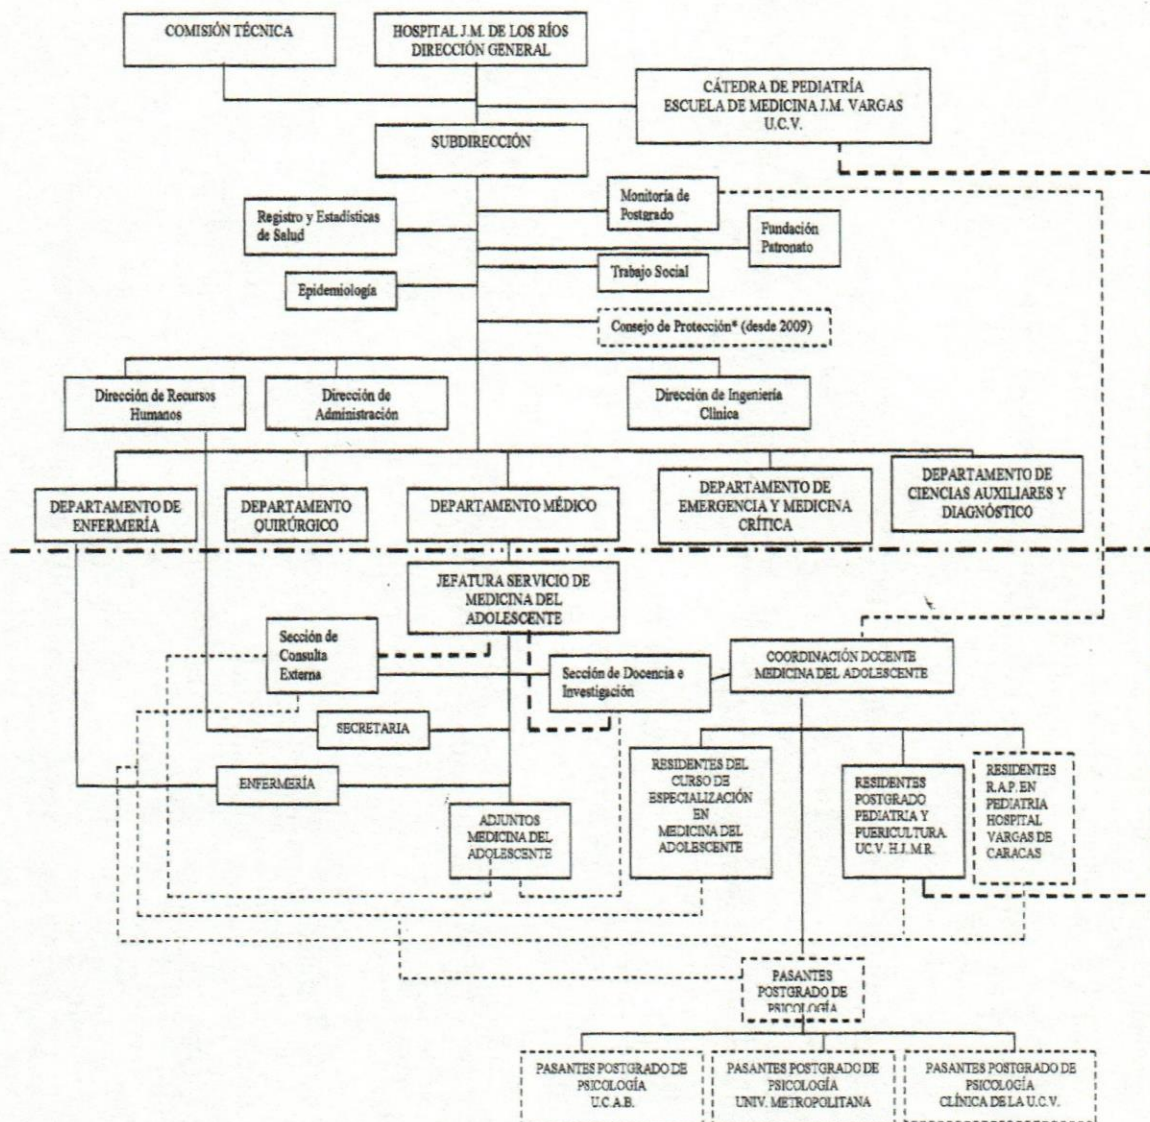 COMISIÓN TÉCNICA
HOSPITAL J.M. DE LOS RÍOS
DIRECCIÓN GENERAL
CÁTEDRA DE PEDIATRÍA
ESCUELA DE MEDICINA J.M. VARGAS
U.C.V.
SUBDIRECCIÓN
Monitoría de
Postgrado
Registro y Estadísticas
de Salud
Fundación
Patronato
Trabajo Social
Epidemiología
Consejo de Protección* (desde 2009)
Dirección de Recursos
Humanos
Dirección de
Administración
Dirección de Ingeniería
Clínica
DEPARTAMENTO DE
ENFERMERÍA
DEPARTAMENTO
QUIRÚRGICO
DEPARTAMENTO MÉDICO
DEPARTAMENTO DE
EMERGENCIA Y MEDICINA
CRÍTICA
DEPARTAMENTO DE
CIENCIAS AUXILIARES Y
DIAGNÓSTICO
JEFATURA SERVICIO DE
MEDICINA DEL
ADOLESCENTE
Sección de
Consulta
Externa
Sección de Docencia e
Investigación
COORDINACIÓN DOCENTE
MEDICINA DEL ADOLESCENTE
SECRETARIA
ENFERMERÍA
ADJUNTOS
MEDICINA DEL
ADOLESCENTE
RESIDENTES DEL
CURSO DE
ESPECIALIZACIÓN
EN
MEDICINA DEL
ADOLESCENTE
RESIDENTES
POSTGRADO
PEDIATRIA Y
PUERICULTURA.
UC.V. H.J.M.R.
RESIDENTES
R.A.P. EN
PEDIATRIA
HOSPITAL
VARGAS DE
CARACAS
PASANTES
POSTGRADO DE
PSICOLOGÍA
PASANTES POSTGRADO DE
PSICOLOGÍA
U.C.A.B.
PASANTES POSTGRADO DE
PSICOLOGÍA
UNIV. METROPOLITANA
PASANTES POSTGRADO DE
PSICOLOGÍA
CLÍNICA DE LA U.C.V.